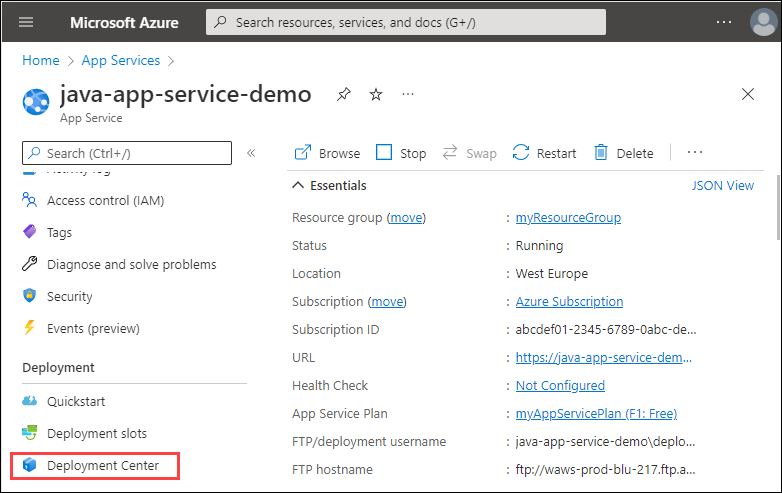 Microsoft Azure
Search resources, services, and docs (G+/)
Home > App Services >
java-app-service-demo
App Service
Search (Ctrl+/)
Activity log
Access control (IAM)
Tags
Diagnose and solve problems
Security
Events (preview)
Deployment
Quickstart
Deployment slots
Deployment Center
Browse Stop Swap Restart Delete
Essentials JSON View
Resource group (move) : myResourceGroup
Status : Running
Location : West Europe
Subscription (move) : Azure Subscription
Subscription ID : abcdef01-2345-6789-0abc-de...
URL : https://java-app-service-dem...
Health Check : Not Configured
App Service Plan : myAppServicePlan (F1: Free)
FTP/deployment username : java-app-service-demo\deplo...
FTP hostname : ftp://waws-prod-blu-217.ftp.a...